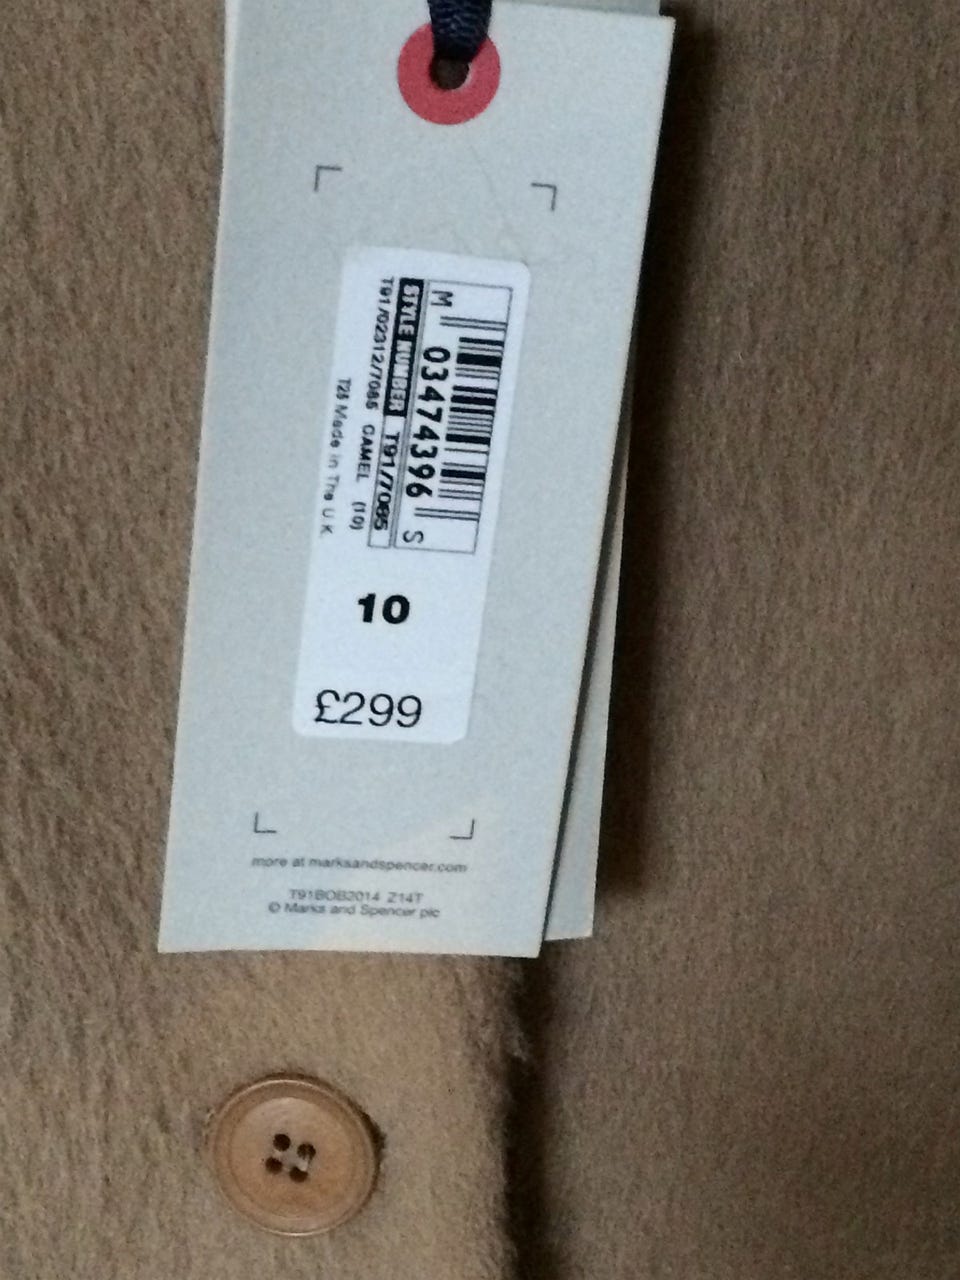 M 03474396 S
STYLE NUMBER T91/7085
T91/02312/7085 CAMEL (10)
T25 Made in The U.K.
10
£299
more at marksandspencer.com
T91BOB2014 Z14T
© Marks and Spencer plc